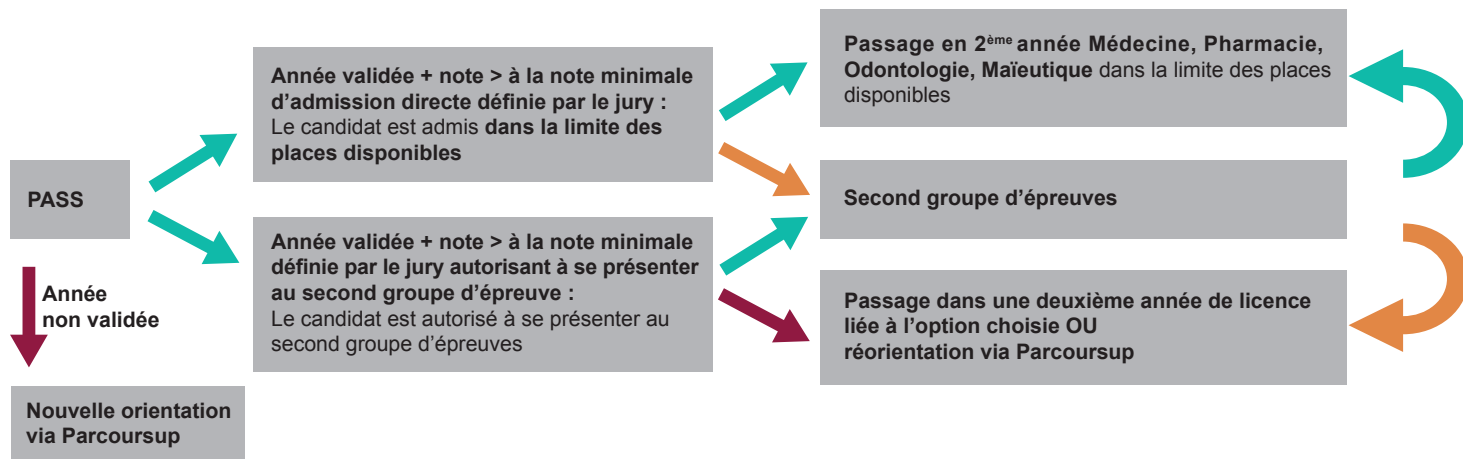 PASS
Année
non validée
Nouvelle orientation
via Parcoursup
Année validée + note > à la note minimale
d’admission directe définie par le jury :
Le candidat est admis dans la limite des
places disponibles
Année validée + note > à la note minimale
définie par le jury autorisant à se présenter
au second groupe d’épreuve :
Le candidat est autorisé à se présenter au
second groupe d’épreuves
Passage en 2ème année Médecine, Pharmacie,
Odontologie, Maïeutique dans la limite des places
disponibles
Second groupe d’épreuves
Passage dans une deuxième année de licence
liée à l’option choisie OU
réorientation via Parcoursup